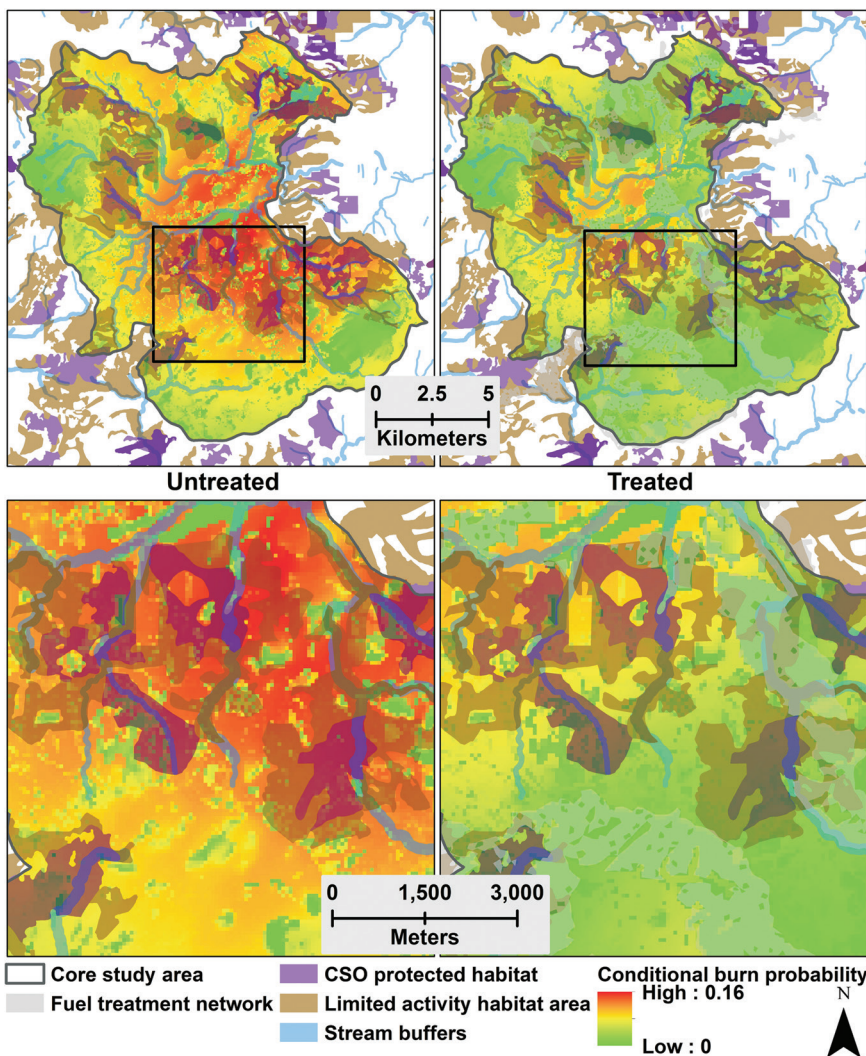 0 2.5 5
Kilometers
Untreated
Treated
0 1,500 3,000
Meters
Core study area
Fuel treatment network
CSO protected habitat
Limited activity habitat area
Stream buffers
Conditional burn probability
High : 0.16
Low : 0
N